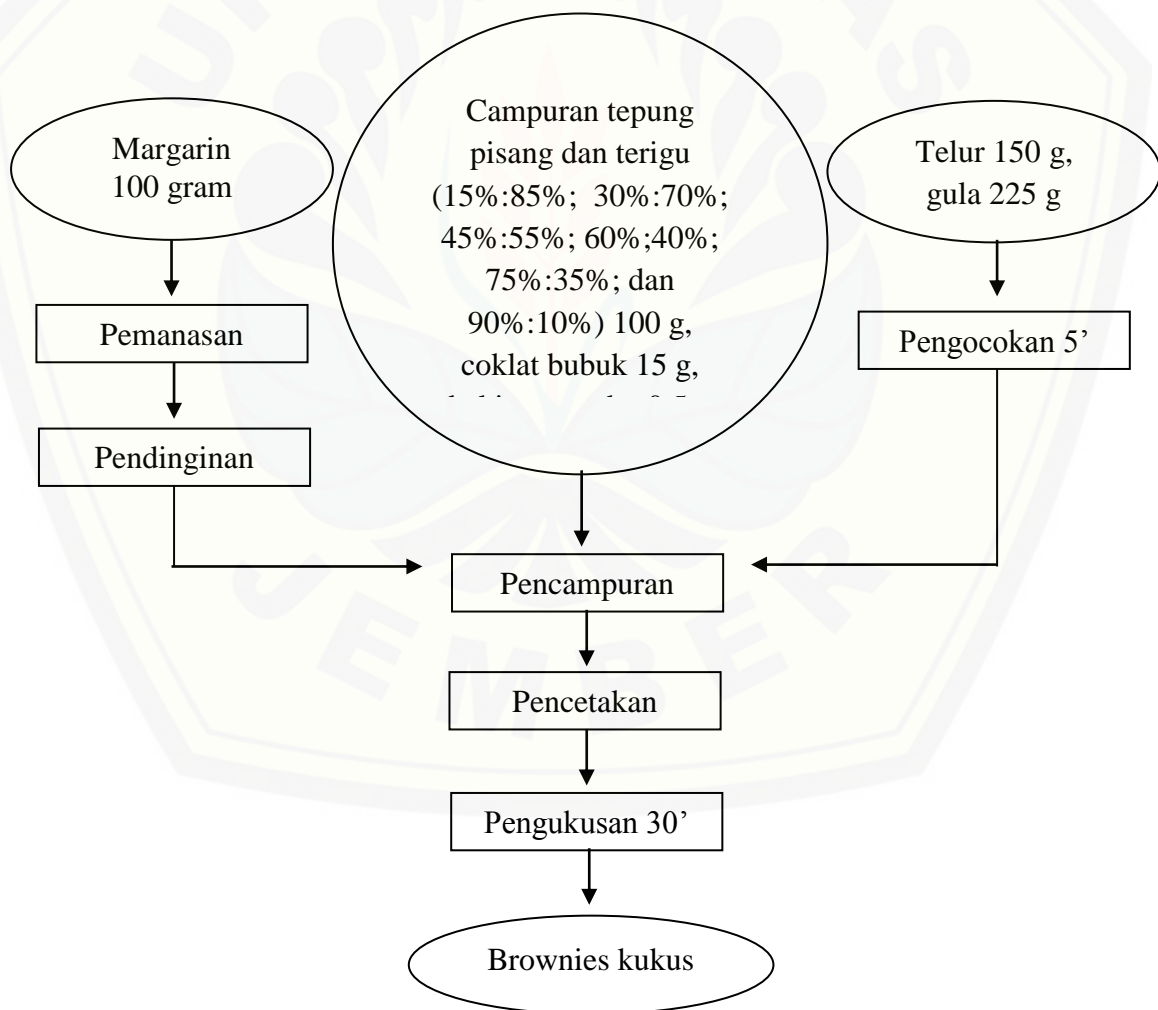 Margarin
100 gram
Pemanasan
Pendinginan
Campuran tepung
pisang dan terigu
(15%:85%; 30%:70%;
45%:55%; 60%;40%;
75%:35%; dan
90%:10%) 100 g,
coklat bubuk 15 g,
Telur 150 g,
gula 225 g
Pengocokan 5’
Pencampuran
Pencetakan
Pengukusan 30’
Brownies kukus
JEMBER